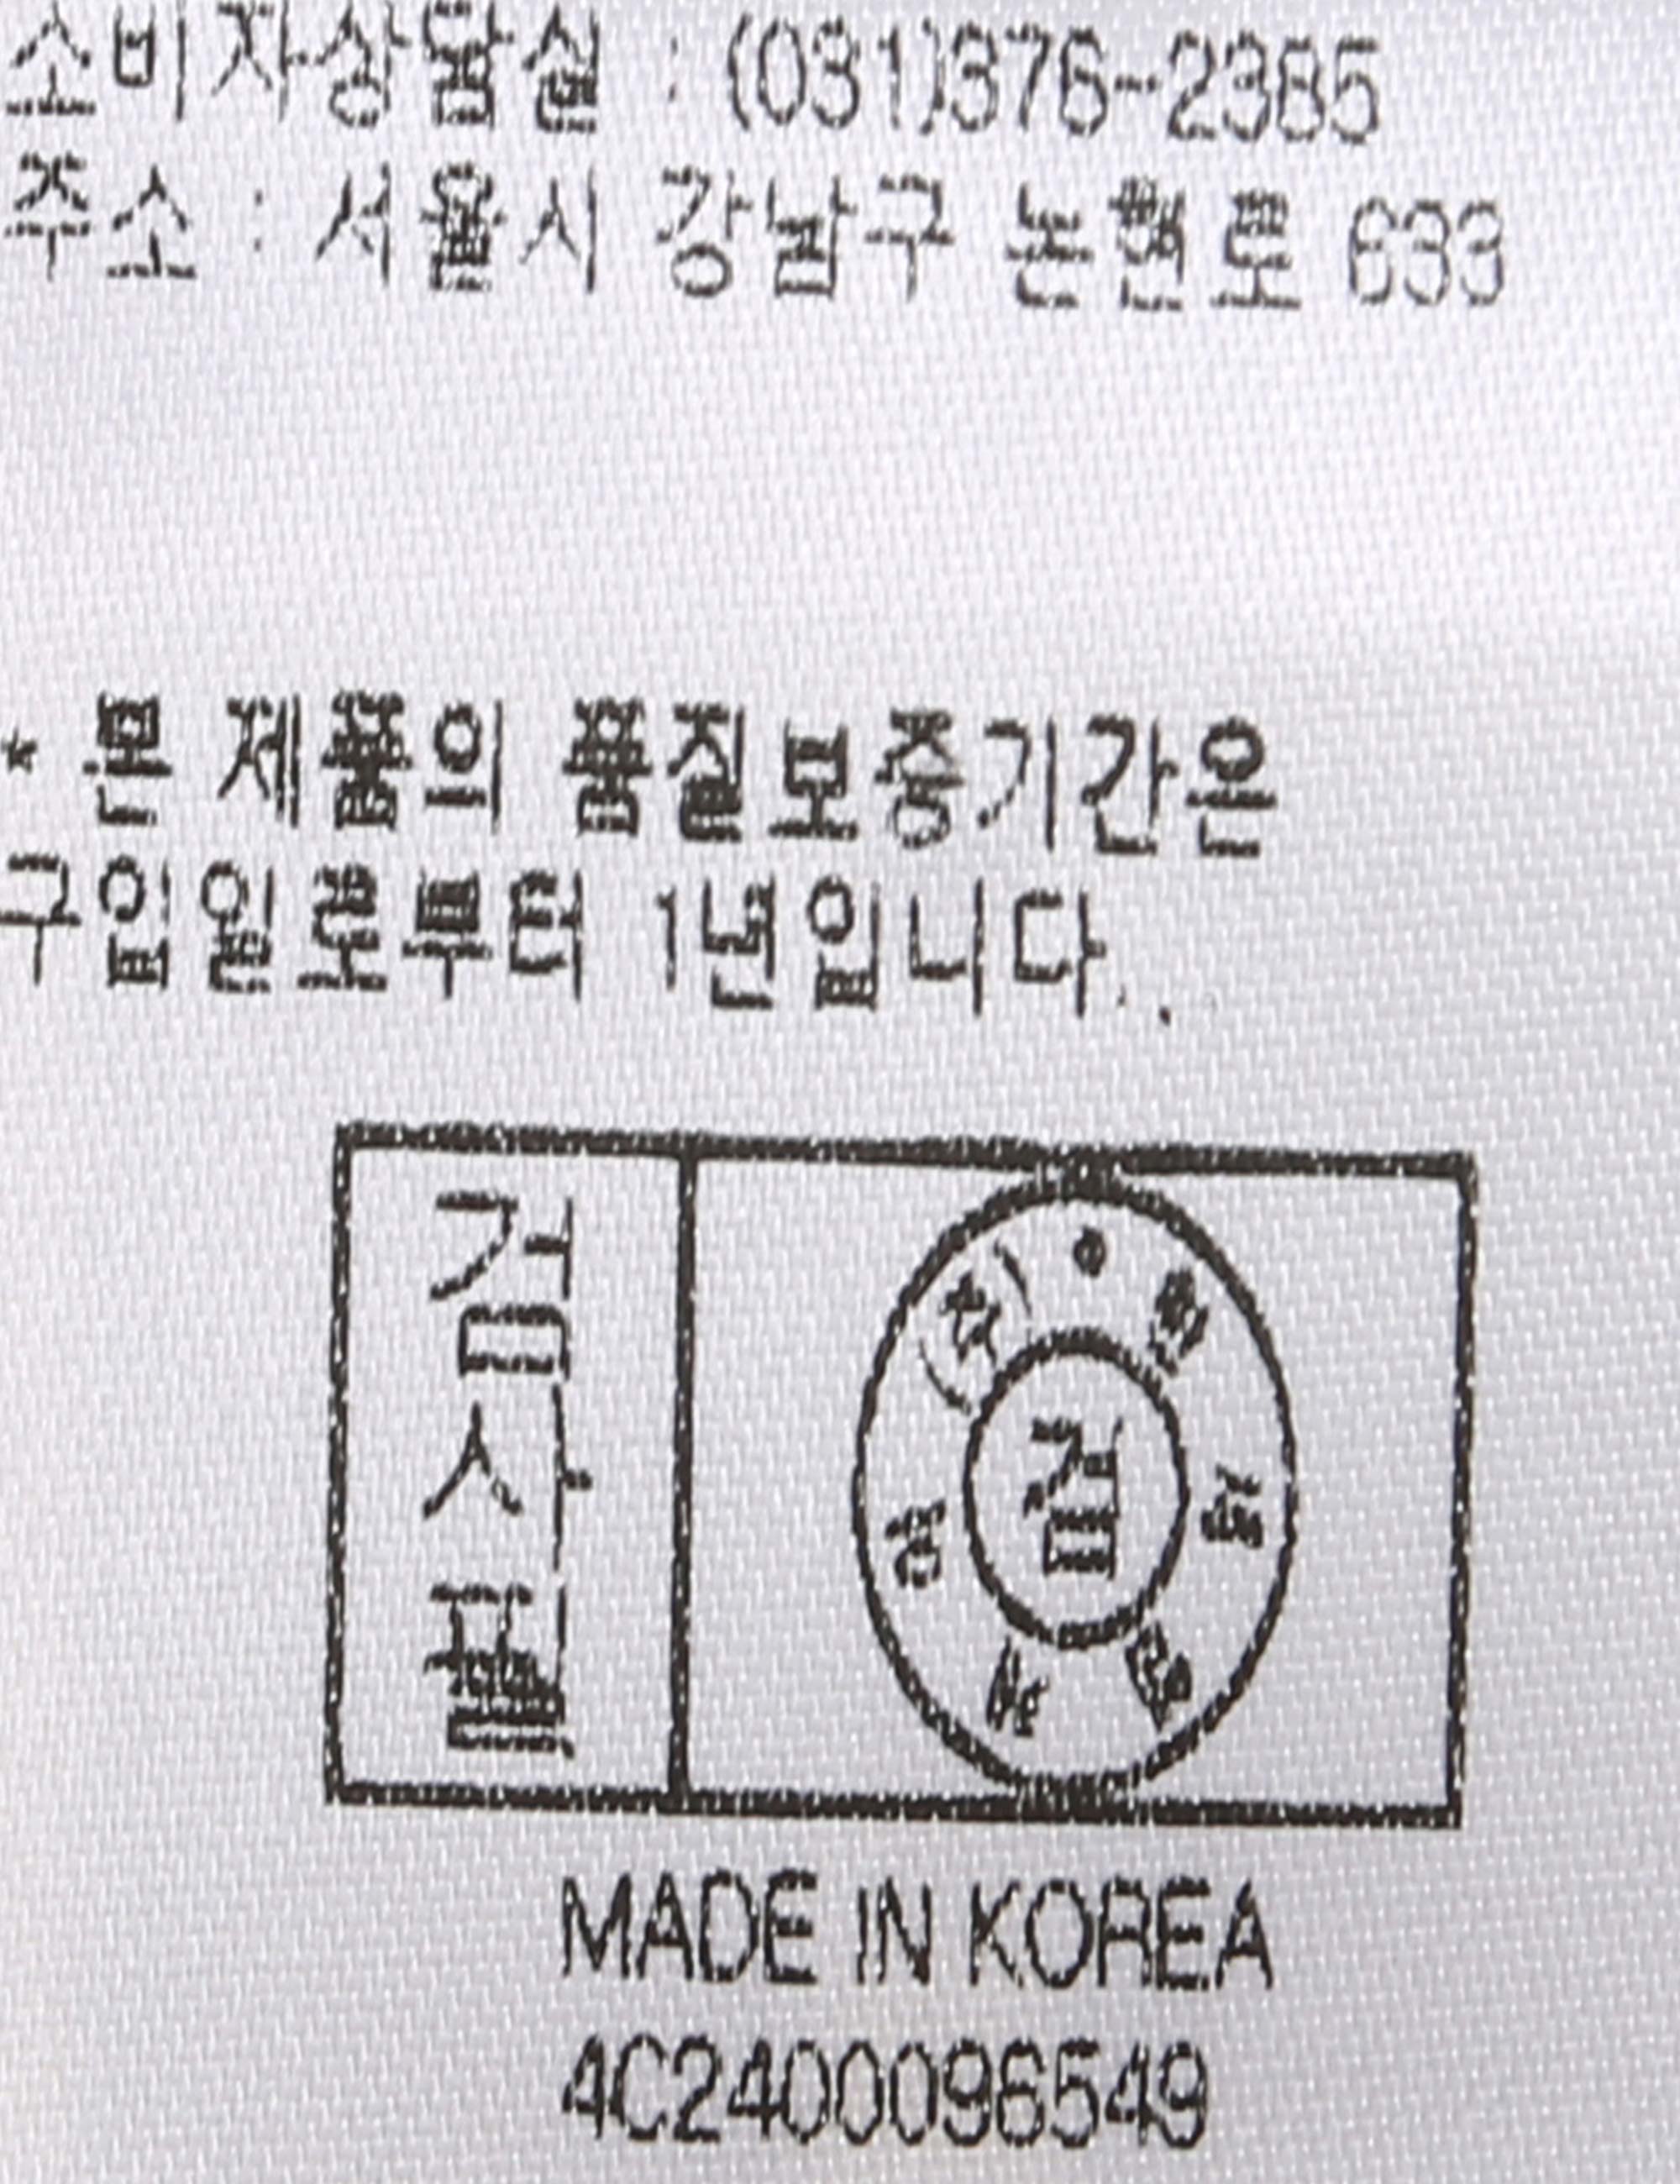 소비자상담실 : (031)376-2385
주소 : 서울시 강남구 논현로 633
* 본 제품의 품질보증기간은
구입일로부터 1년입니다..
검사필
검
MADE IN KOREA
4C2400096549